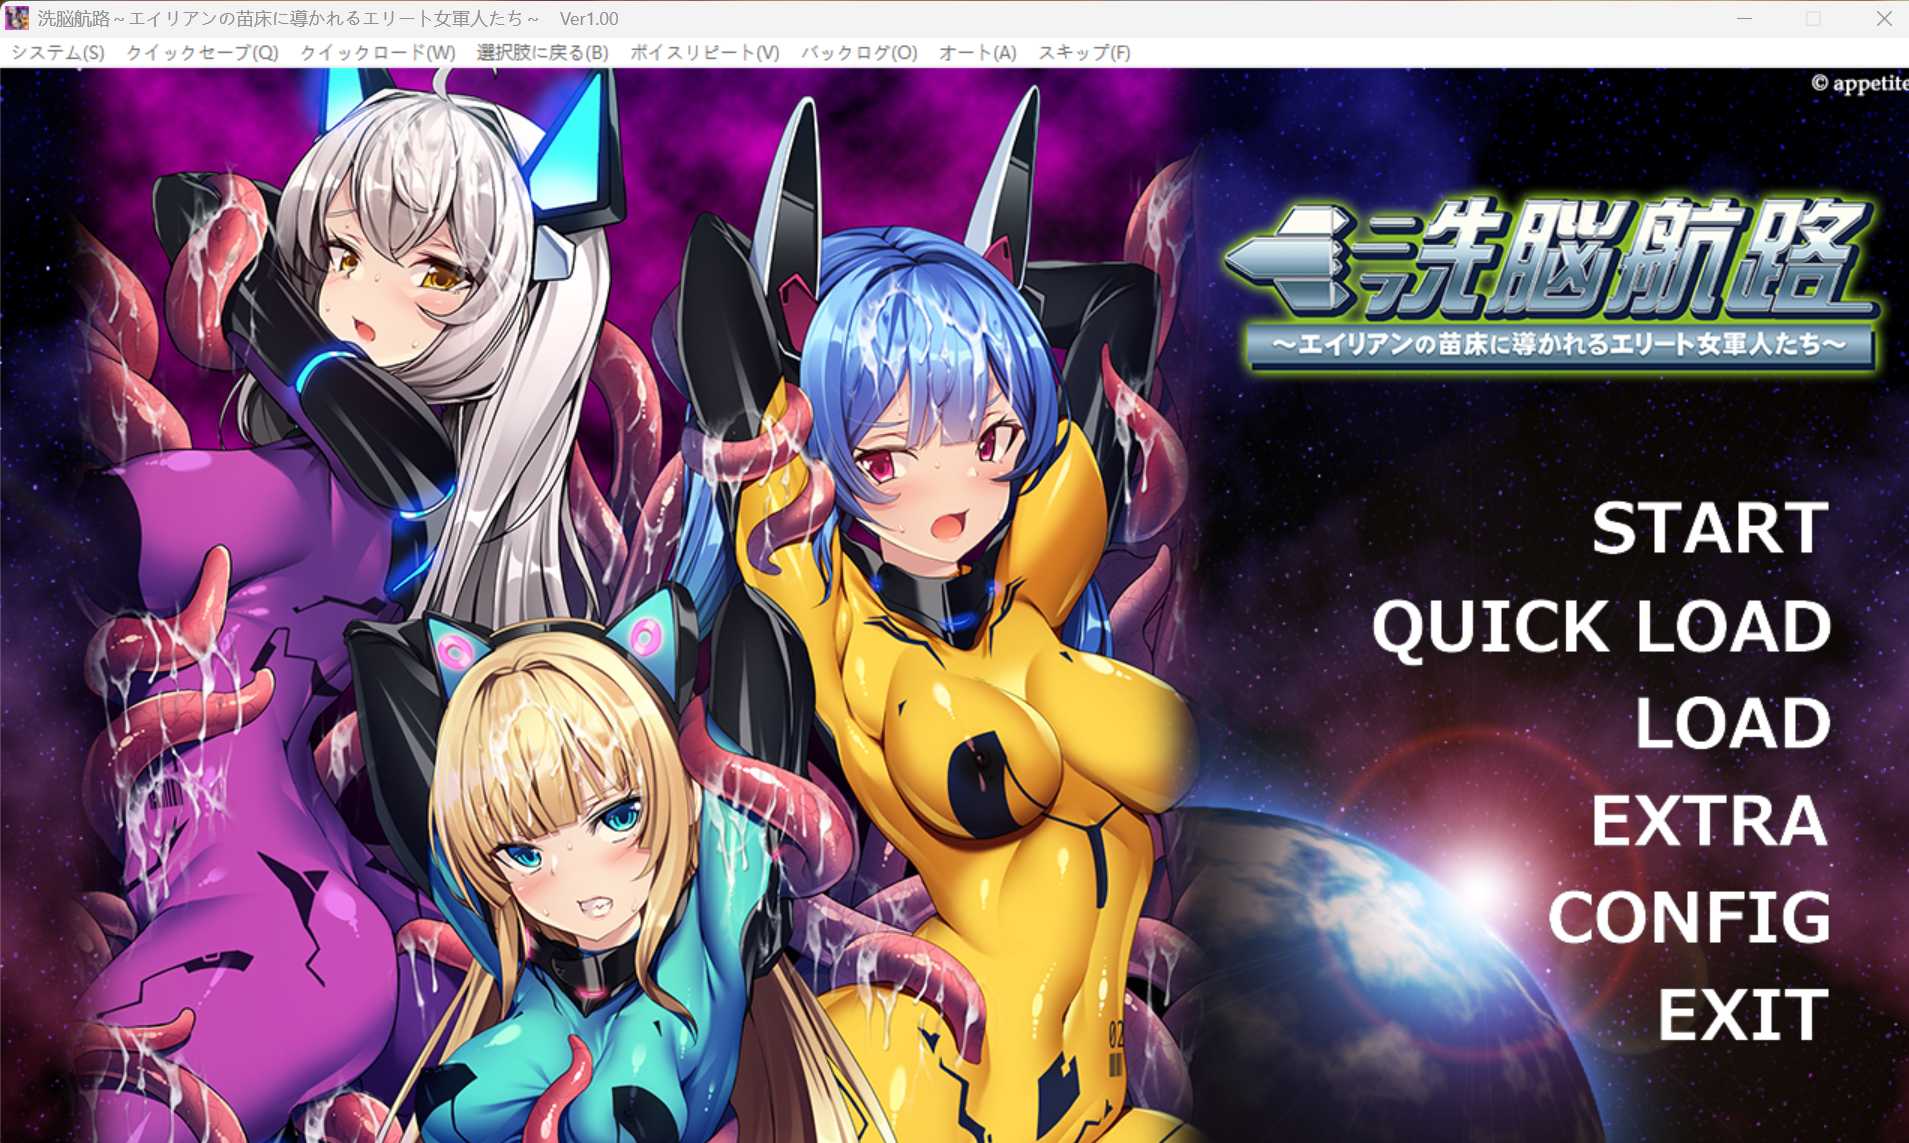 洗脳航路～エイリアンの苗床に導かれるエリート女軍人たち～ Ver1.00
システム(S) クイックセーブ(Q) クイックロード(W) 選択肢に戻る(B) ボイスリピート(V) バックログ(O) オート(A) スキップ(F)
© appetite
洗脳航路
～エイリアンの苗床に導かれるエリート女軍人たち～
START
QUICK LOAD
LOAD
EXTRA
CONFIG
EXIT
02